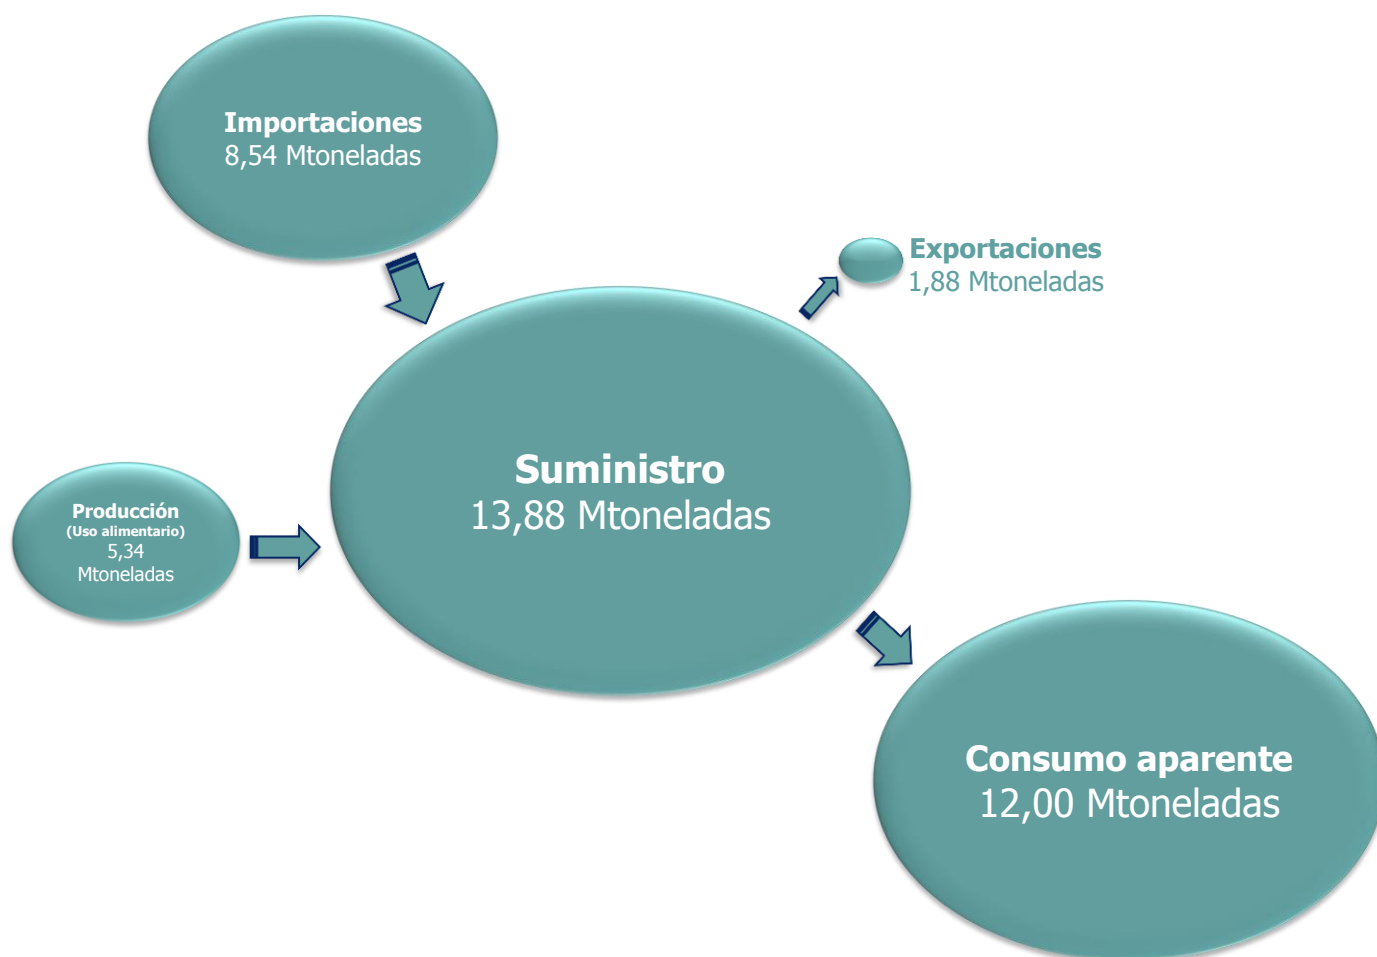 Importaciones
8,54 Mtoneladas
Exportaciones
1,88 Mtoneladas
Suministro
13,88 Mtoneladas
Producción
(Uso alimentario)
5,34
Mtoneladas
Consumo aparente
12,00 Mtoneladas